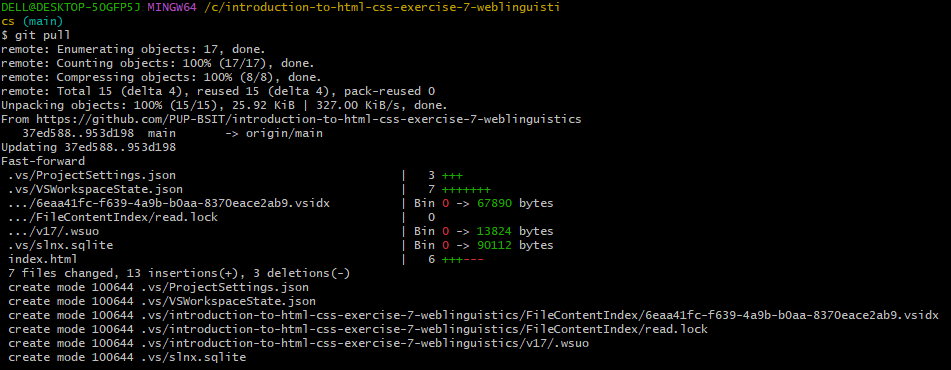 DELL@DESKTOP-5OGFP5J MINGW64 /c/introduction-to-html-css-exercise-7-weblinguisti
cs (main)
$ git pull
remote: Enumerating objects: 17, done.
remote: Counting objects: 100% (17/17), done.
remote: Compressing objects: 100% (8/8), done.
remote: Total 15 (delta 4), reused 15 (delta 4), pack-reused 0
Unpacking objects: 100% (15/15), 25.92 KiB | 327.00 KiB/s, done.
From https://github.com/PUP-BSIT/introduction-to-html-css-exercise-7-weblinguistics
   37ed588..953d198  main       -> origin/main
Updating 37ed588..953d198
Fast-forward
 .vs/ProjectSettings.json                           |   3 +++
 .vs/VSWorkspaceState.json                          |   7 +++++++
 .../6eaa41fc-f639-4a9b-b0aa-8370eace2ab9.vsidx     | Bin 0 -> 67890 bytes
 .../FileContentIndex/read.lock                     |   0
 .../v17/.wsuo                                      | Bin 0 -> 13824 bytes
 .vs/slnx.sqlite                                    | Bin 0 -> 90112 bytes
 index.html                                         |   6 +++---
 7 files changed, 13 insertions(+), 3 deletions(-)
 create mode 100644 .vs/ProjectSettings.json
 create mode 100644 .vs/VSWorkspaceState.json
 create mode 100644 .vs/introduction-to-html-css-exercise-7-weblinguistics/FileContentIndex/6eaa41fc-f639-4a9b-b0aa-8370eace2ab9.vsidx
 create mode 100644 .vs/introduction-to-html-css-exercise-7-weblinguistics/FileContentIndex/read.lock
 create mode 100644 .vs/introduction-to-html-css-exercise-7-weblinguistics/v17/.wsuo
 create mode 100644 .vs/slnx.sqlite